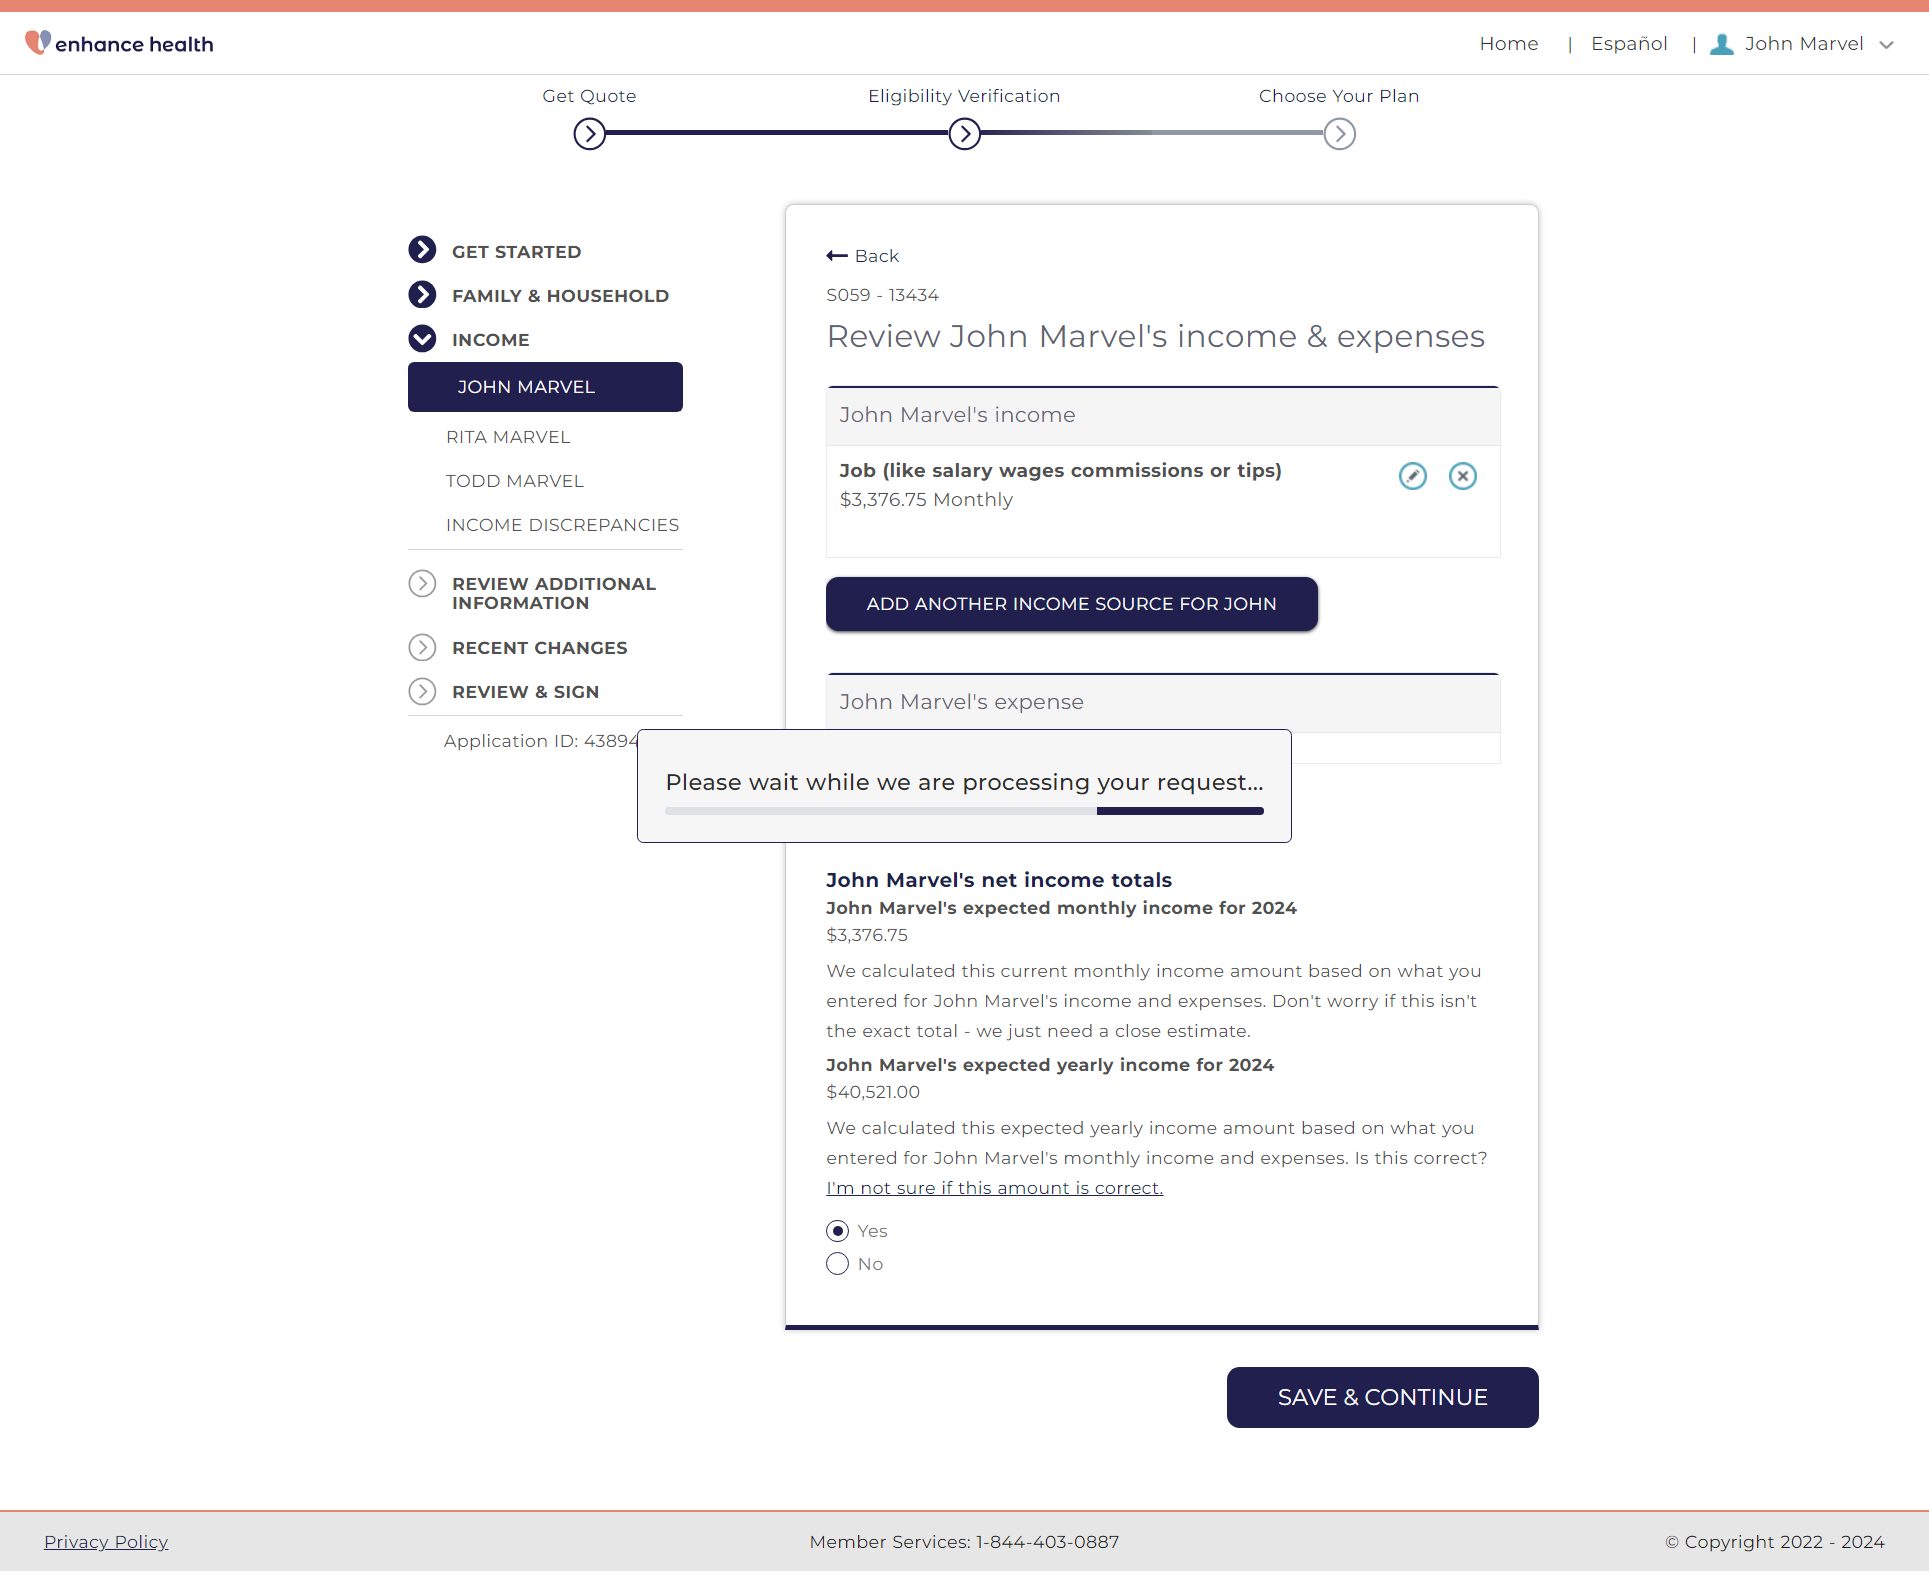 enhance health
Home | Español | John Marvel
Get Quote
Eligibility Verification
Choose Your Plan
GET STARTED
FAMILY & HOUSEHOLD
INCOME
JOHN MARVEL
RITA MARVEL
TODD MARVEL
INCOME DISCREPANCIES
REVIEW ADDITIONAL
INFORMATION
RECENT CHANGES
REVIEW & SIGN
Application ID: 43894
Back
S059 - 13434
Review John Marvel's income & expenses
John Marvel's income
Job (like salary wages commissions or tips)
$3,376.75 Monthly
ADD ANOTHER INCOME SOURCE FOR JOHN
John Marvel's expense
Please wait while we are processing your request...
John Marvel's net income totals
John Marvel's expected monthly income for 2024
$3,376.75
We calculated this current monthly income amount based on what you
entered for John Marvel's income and expenses. Don't worry if this isn't
the exact total - we just need a close estimate.
John Marvel's expected yearly income for 2024
$40,521.00
We calculated this expected yearly income amount based on what you
entered for John Marvel's monthly income and expenses. Is this correct?
I'm not sure if this amount is correct.
Yes
No
SAVE & CONTINUE
Privacy Policy
Member Services: 1-844-403-0887
© Copyright 2022 - 2024